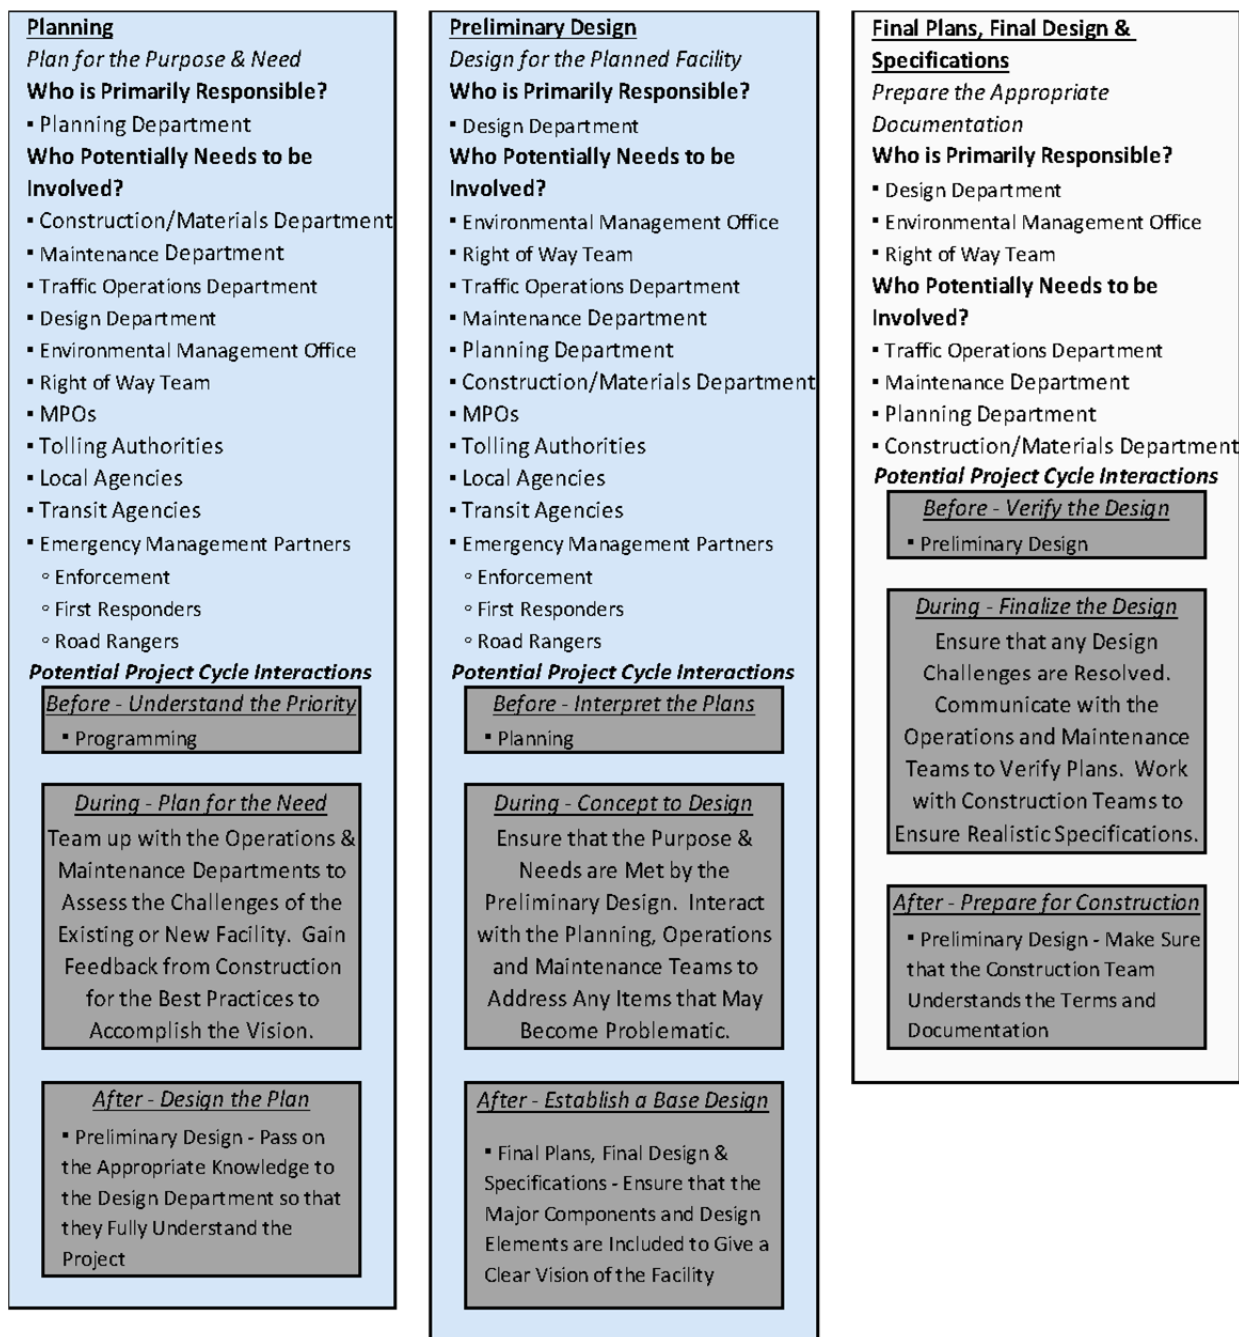 Planning
Plan for the Purpose & Need
Who is Primarily Responsible?
▪ Planning Department
Who Potentially Needs to be
Involved?
▪ Construction/Materials Department
▪ Maintenance Department
▪ Traffic Operations Department
▪ Design Department
▪ Environmental Management Office
▪ Right of Way Team
▪ MPOs
▪ Tolling Authorities
▪ Local Agencies
▪ Transit Agencies
▪ Emergency Management Partners
◦ Enforcement
◦ First Responders
◦ Road Rangers
Potential Project Cycle Interactions
Before - Understand the Priority
▪ Programming
During - Plan for the Need
Team up with the Operations &
Maintenance Departments to
Assess the Challenges of the
Existing or New Facility.  Gain
Feedback from Construction
for the Best Practices to
Accomplish the Vision.
After - Design the Plan
▪ Preliminary Design - Pass on
the Appropriate Knowledge to
the Design Department so that
they Fully Understand the
Project
Preliminary Design
Design for the Planned Facility
Who is Primarily Responsible?
▪ Design Department
Who Potentially Needs to be
Involved?
▪ Environmental Management Office
▪ Right of Way Team
▪ Traffic Operations Department
▪ Maintenance Department
▪ Planning Department
▪ Construction/Materials Department
▪ MPOs
▪ Tolling Authorities
▪ Local Agencies
▪ Transit Agencies
▪ Emergency Management Partners
◦ Enforcement
◦ First Responders
◦ Road Rangers
Potential Project Cycle Interactions
Before - Interpret the Plans
▪ Planning
During - Concept to Design
Ensure that the Purpose &
Needs are Met by the
Preliminary Design.  Interact
with the Planning, Operations
and Maintenance Teams to
Address Any Items that May
Become Problematic.
After - Establish a Base Design
▪ Final Plans, Final Design &
Specifications - Ensure that the
Major Components and Design
Elements are Included to Give a
Clear Vision of the Facility
Final Plans, Final Design &
Specifications
Prepare the Appropriate
Documentation
Who is Primarily Responsible?
▪ Design Department
▪ Environmental Management Office
▪ Right of Way Team
Who Potentially Needs to be
Involved?
▪ Traffic Operations Department
▪ Maintenance Department
▪ Planning Department
▪ Construction/Materials Department
Potential Project Cycle Interactions
Before - Verify the Design
▪ Preliminary Design
During - Finalize the Design
Ensure that any Design
Challenges are Resolved.
Communicate with the
Operations and Maintenance
Teams to Verify Plans.  Work
with Construction Teams to
Ensure Realistic Specifications.
After - Prepare for Construction
▪ Preliminary Design - Make Sure
that the Construction Team
Understands the Terms and
Documentation